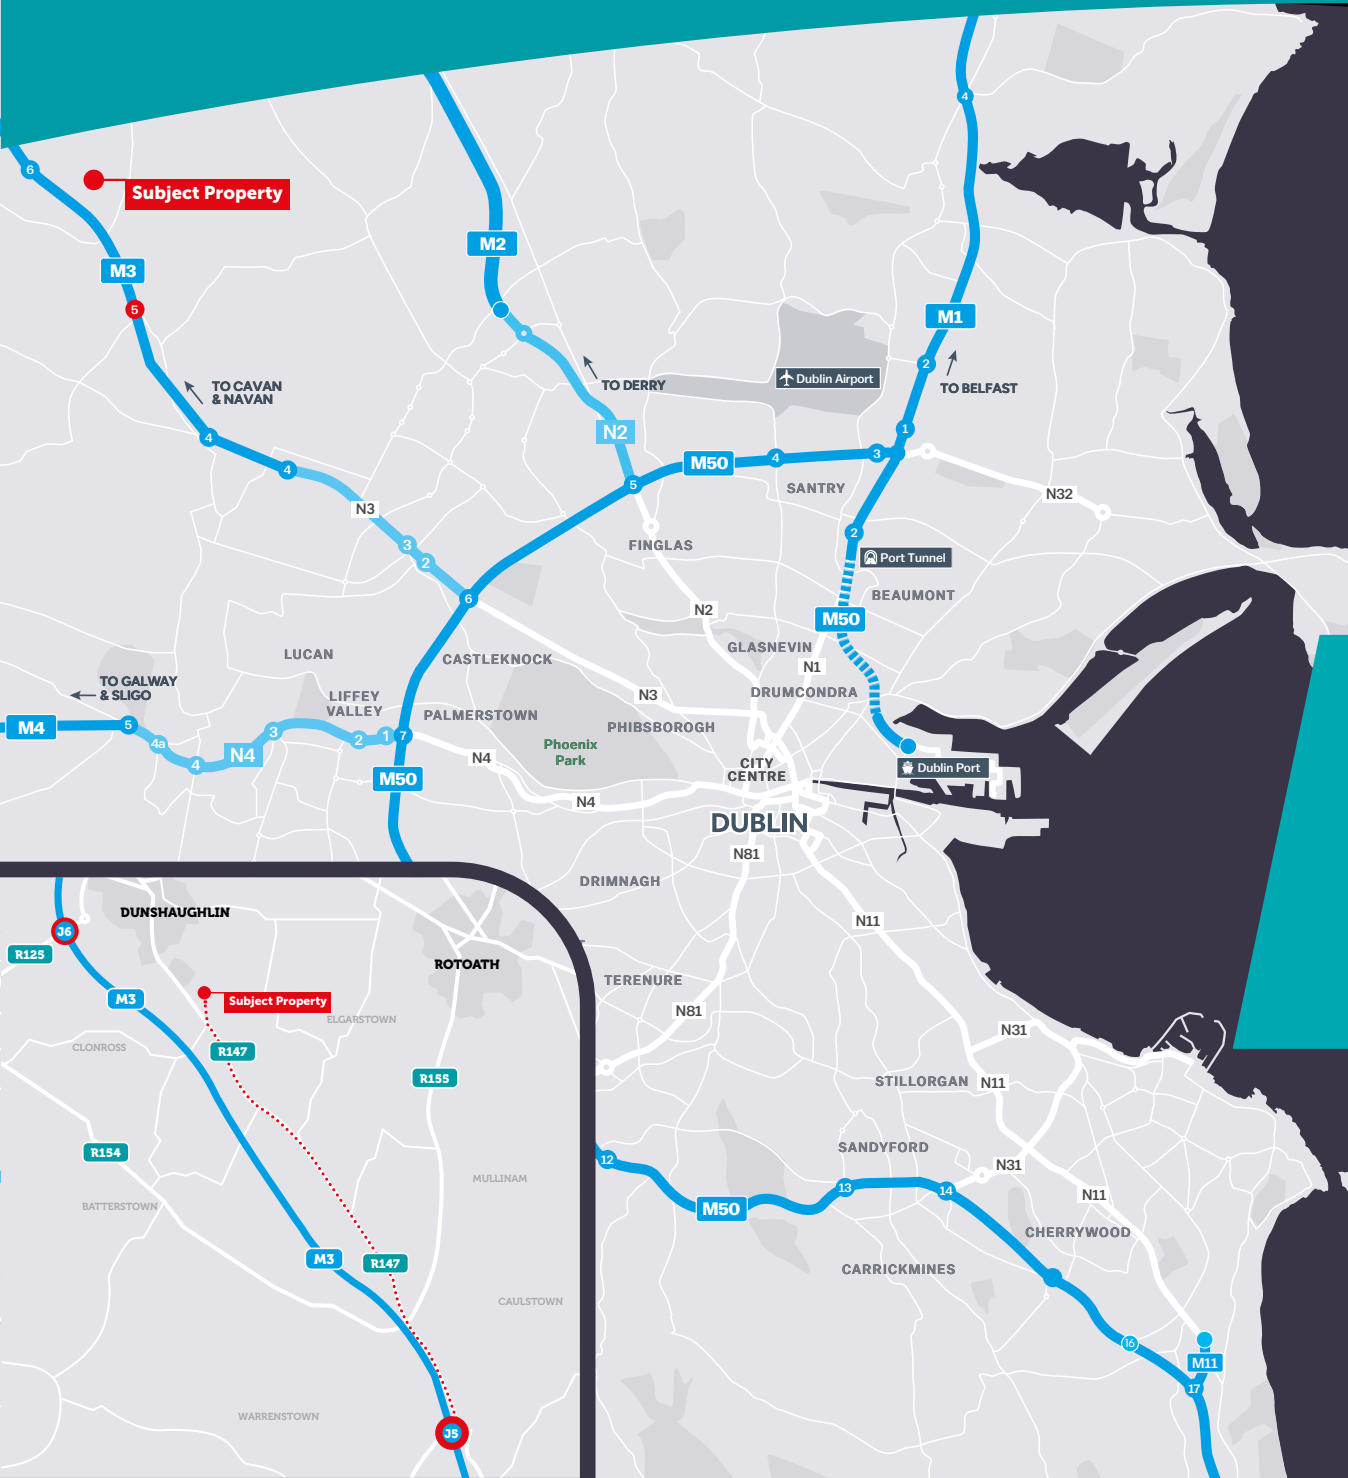 4
6
Subject Property
M2
M3
5
M1
2
TO CAVAN
& NAVAN
TO DERRY
Dublin Airport
TO BELFAST
N2
1
4
4
M50
4
3
5
SANTRY
N32
N3
3
2
FINGLAS
2
Port Tunnel
6
N2
BEAUMONT
M50
LUCAN
CASTLEKNOCK
GLASNEVIN
N1
TO GALWAY
& SLIGO
LIFFEY
VALLEY
N3
DRUMCONDRA
PALMERSTOWN
PHIBSBOROGH
M4
5
4a
4
N4
3
2
1
7
N4
Phoenix
Park
CITY
CENTRE
Dublin Port
M50
N4
DUBLIN
N81
DRIMNAGH
N11
DUNSHAUGHLIN
J6
R125
ROTOATH
M3
Subject Property
ELGARSTOWN
CLONROSS
R147
R155
R154
BATTERSTOWN
MULLINAM
M3
R147
CAULSTOWN
WARRENSTOWN
J5
TERENURE
N81
N31
STILLORGAN
N11
SANDYFORD
N31
12
13
14
M50
N11
CHERRYWOOD
CARRICKMINES
16
M11
17